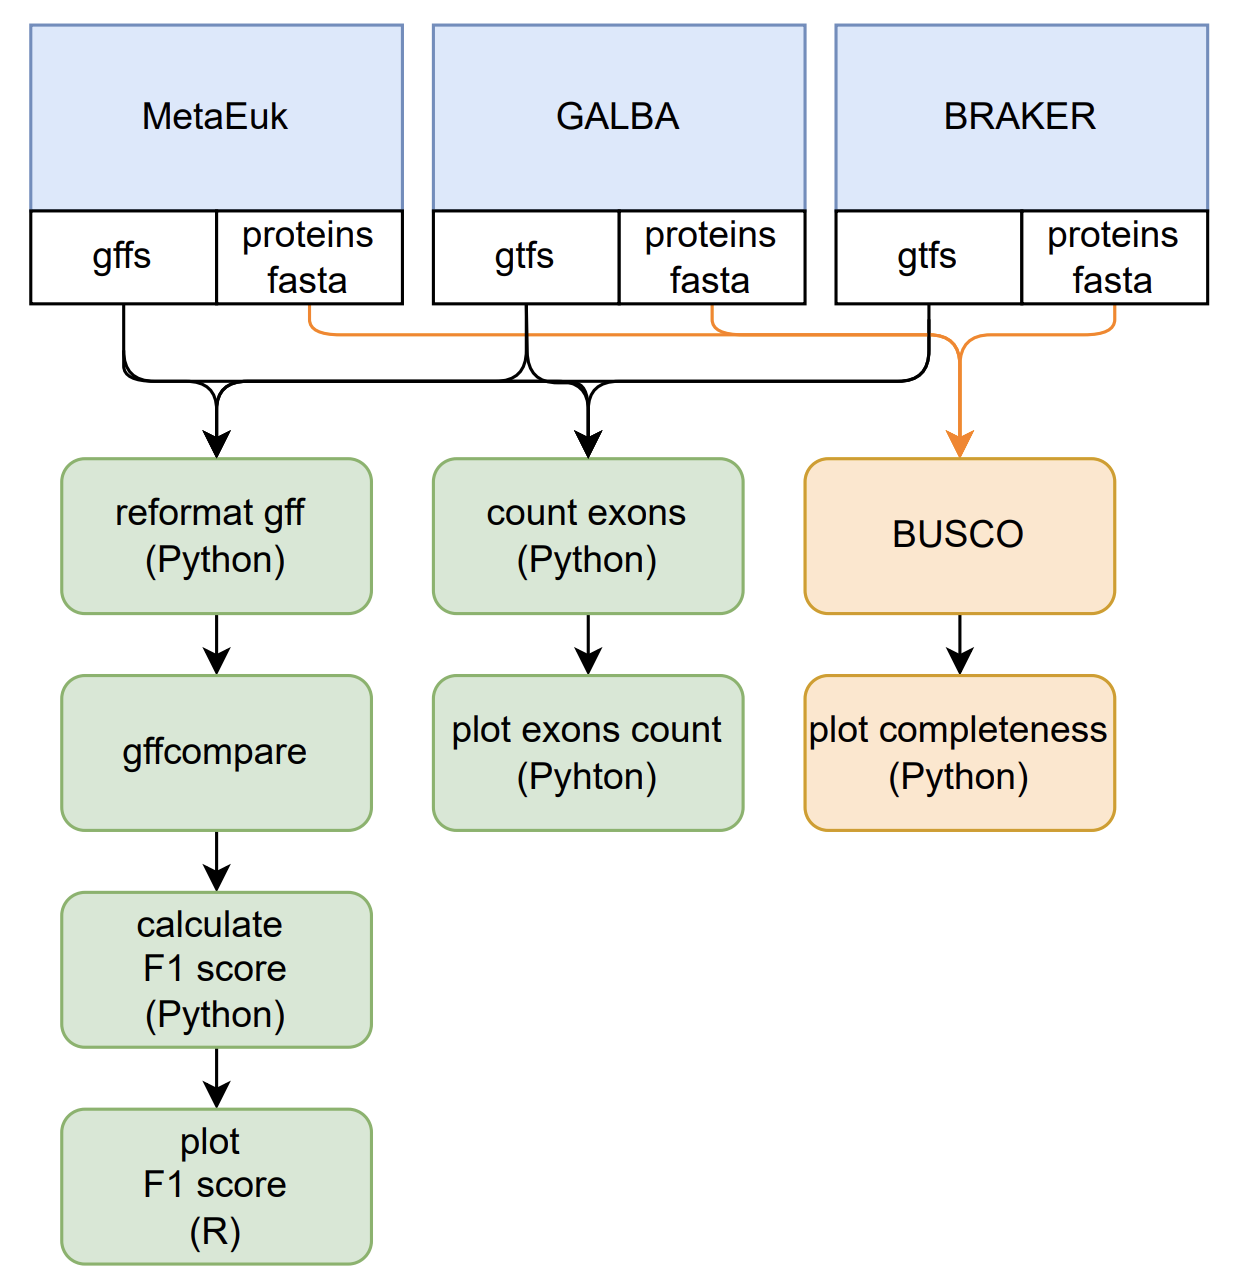 MetaEuk
GALBA
BRAKER
gffs
proteins
fasta
gtfs
proteins
fasta
gtfs
proteins
fasta
reformat gff
(Python)
count exons
(Python)
BUSCO
gffcompare
plot exons count
(Pyhton)
plot completeness
(Python)
calculate
F1 score
(Python)
plot
F1 score
(R)